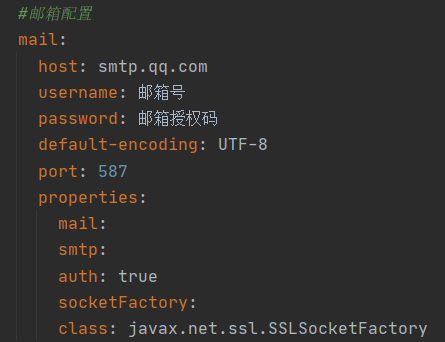 #邮箱配置
mail:
host: smtp.qq.com
username: 邮箱号
password: 邮箱授权码
default-encoding: UTF-8
port: 587
properties:
mail:
smtp:
auth: true
socketFactory:
class: javax.net.ssl.SSLSocketFactory